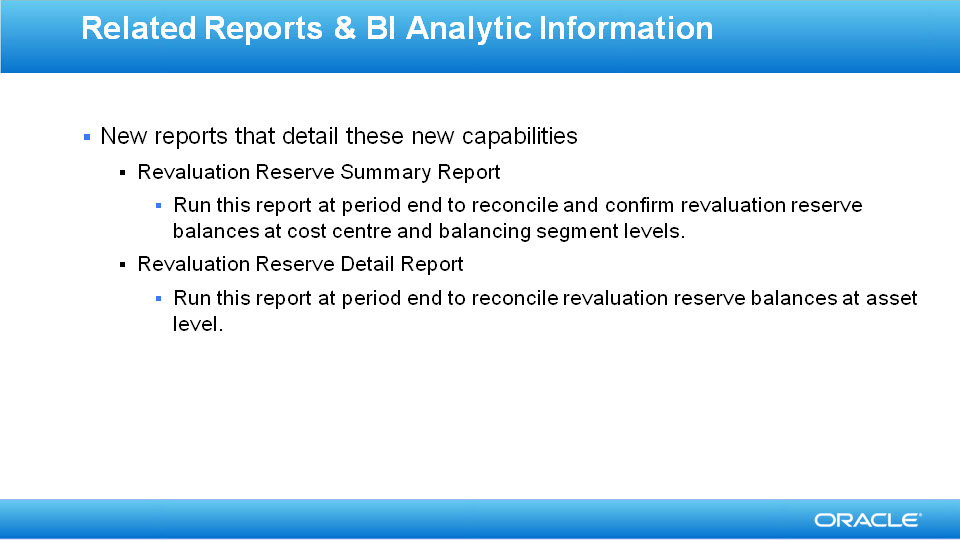 Related Reports & BI Analytic Information
New reports that detail these new capabilities
Revaluation Reserve Summary Report
Run this report at period end to reconcile and confirm revaluation reserve
balances at cost centre and balancing segment levels.
Revaluation Reserve Detail Report
Run this report at period end to reconcile revaluation reserve balances at asset
level.
ORACLE